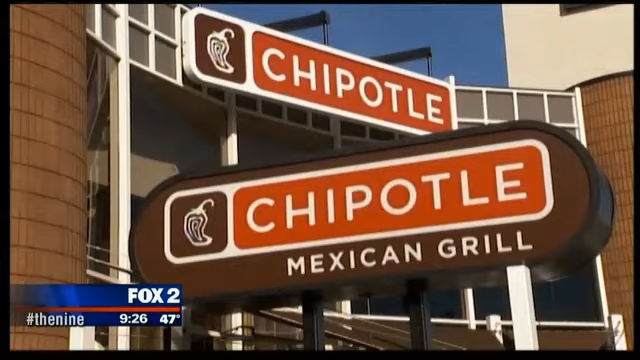 CHIPOTLE
CHIPOTLE
MEXICAN GRILL
FOX 2
#thenine 9:26 47°